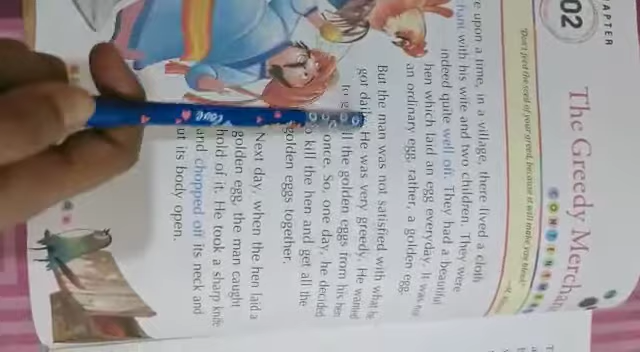 CHAPTER
02
The Greedy Mercha
CONTENTMENT
"Don't feed the seed of your greed, because it will make you bleed"
e upon a time, in a village, there lived a cloth
hani with his wife and two children. They were
indeed quite well off. They had a beautiful
hen which laid an egg everyday. It was not
an ordinary egg, rather, a golden egg.
But the man was not satisfied with what he
got daily. He was very greedy. He wanted
to g ll the golden eggs from his hen
once. So, one day, he decided
o kill the hen and get all the
golden eggs together.
Next day, when the hen laid a
golden egg, the man caught
hold of it. He took a sharp knife
and chopped off its neck and
ut its body open.
love